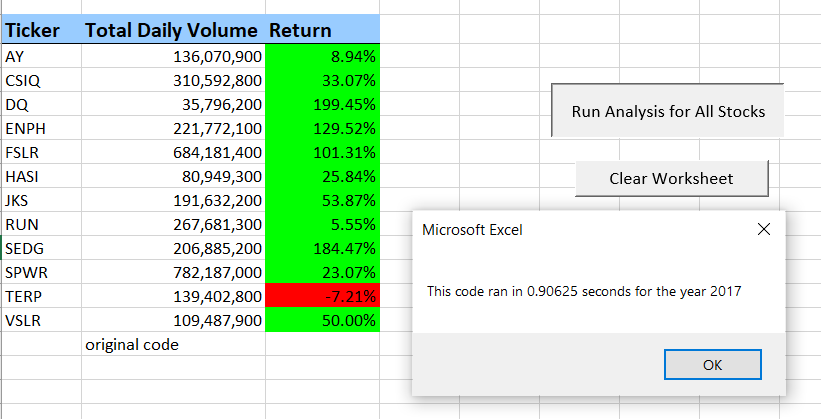 Ticker Total Daily Volume Return
AY 136,070,900 8.94%
CSIQ 310,592,800 33.07%
DQ 35,796,200 199.45%
ENPH 221,772,100 129.52%
FSLR 684,181,400 101.31%
HASI 80,949,300 25.84%
JKS 191,632,200 53.87%
RUN 267,681,300 5.55%
SEDG 206,885,200 184.47%
SPWR 782,187,000 23.07%
TERP 139,402,800 -7.21%
VSLR 109,487,900 50.00%
original code
Run Analysis for All Stocks
Clear Worksheet
Microsoft Excel
This code ran in 0.90625 seconds for the year 2017
OK